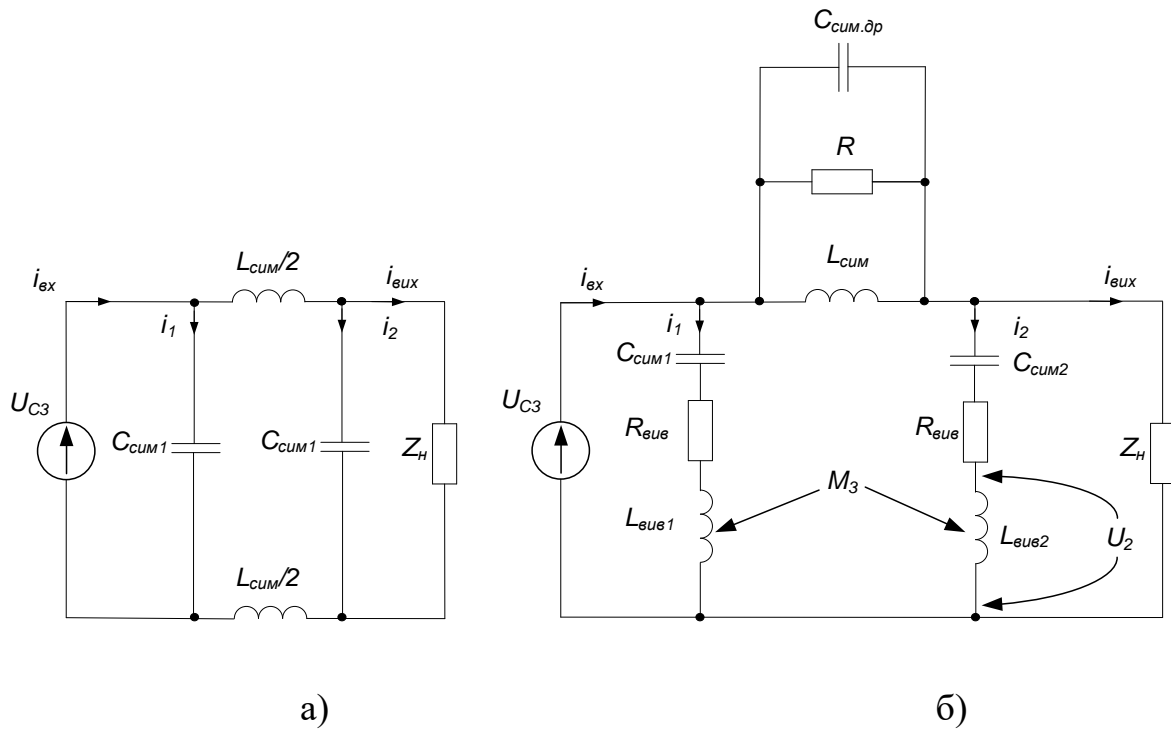 Cсим.др
R
Lсим/2
Lсим
iвх
iвих
iвх
iвих
i1
i2
i1
i2
Cсим1
Cсим2
UСЗ
UСЗ
Cсим1
Cсим1
Zн
Rвив
Rвив
Zн
MЗ
Lвив1
Lвив2
U2
Lсим/2
а)
б)